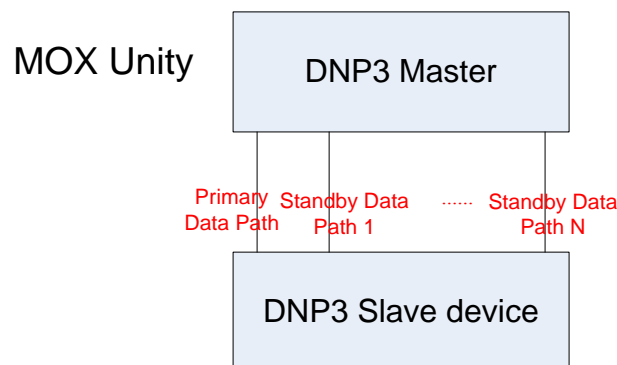 MOX Unity
DNP3 Master
Primary
Data Path
Standby Data
Path 1
......
Standby Data
Path N
DNP3 Slave device